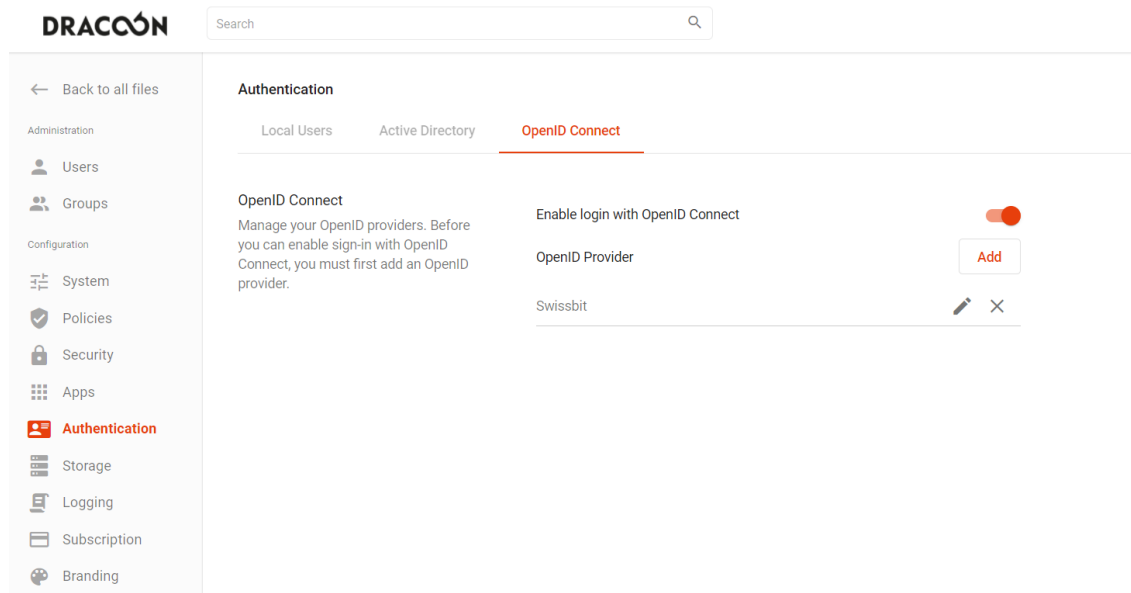 DRACOON
Search
Back to all files
Administration
Users
Groups
Configuration
System
Policies
Security
Apps
Authentication
Storage
Logging
Subscription
Branding
Authentication
Local Users
Active Directory
OpenID Connect
OpenID Connect
Manage your OpenID providers. Before
you can enable sign-in with OpenID
Connect, you must first add an OpenID
provider.
Enable login with OpenID Connect
OpenID Provider
Add
Swissbit